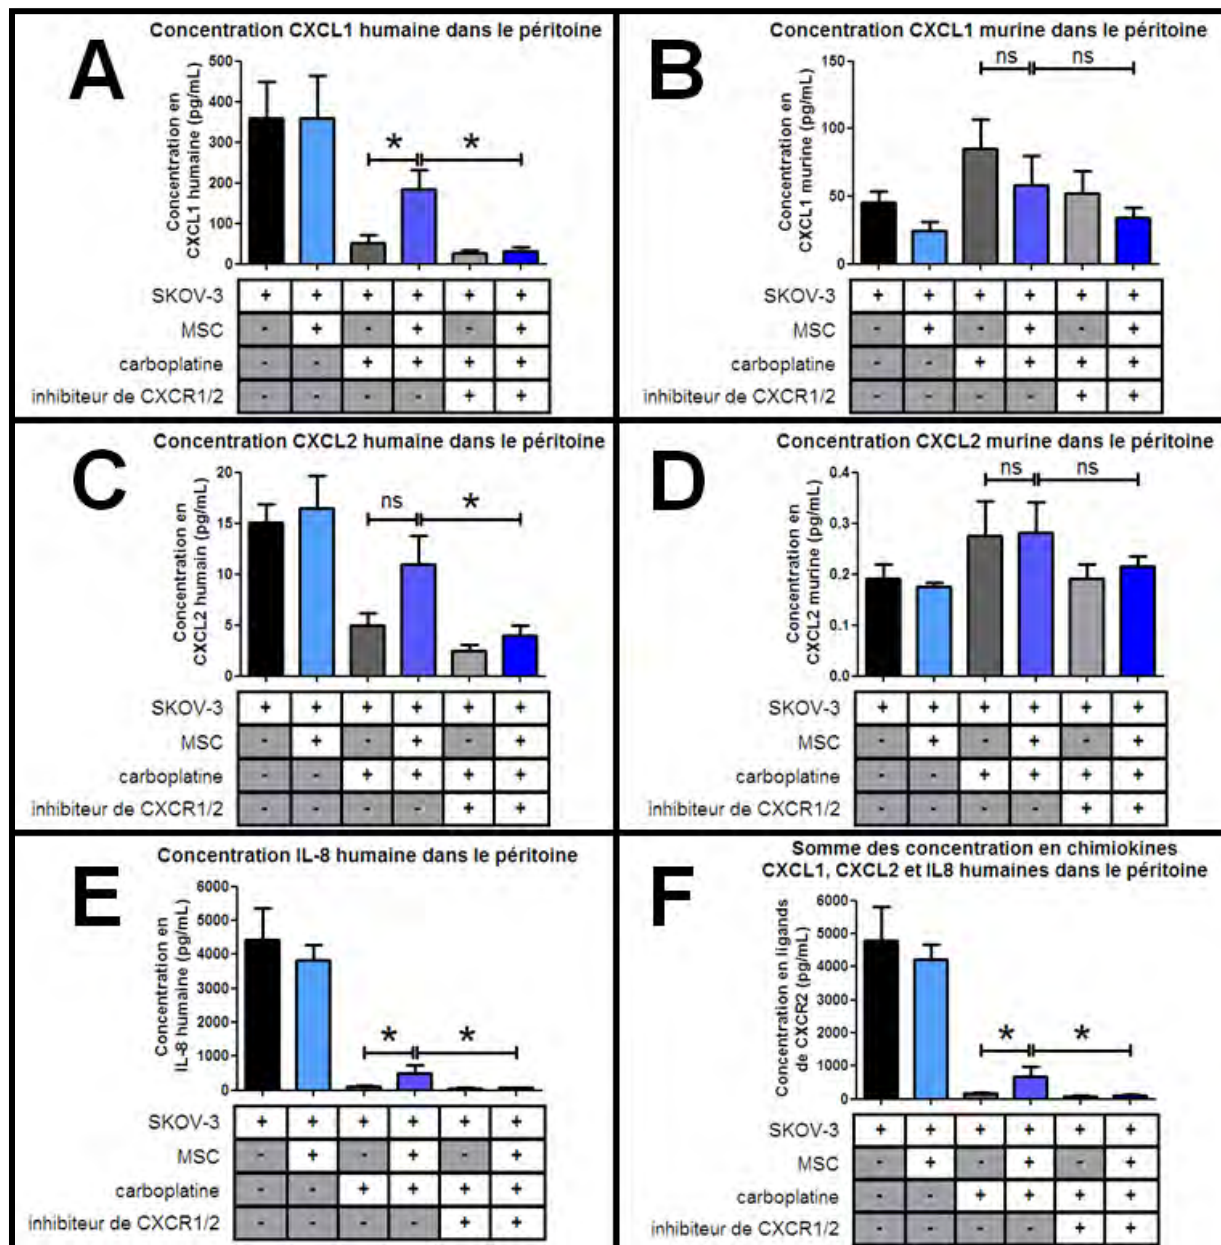 A
Concentration CXCL1 humaine dans le péritoine
Concentration en
CXCL1 humaine (pg/mL)
500
400
300
200
100
0
* *
SKOV-3 + + + + + +
MSC - + - + - +
carboplatine - - + + + +
inhibiteur de CXCR1/2 - - - - + +
B
Concentration CXCL1 murine dans le péritoine
Concentration en
CXCL1 murine (pg/mL)
150
100
50
0
ns ns
SKOV-3 + + + + + +
MSC - + - + - +
carboplatine - - + + + +
inhibiteur de CXCR1/2 - - - - + +
C
Concentration CXCL2 humaine dans le péritoine
Concentration en
CXCL2 humain (pg/mL)
20
15
10
5
0
ns *
SKOV-3 + + + + + +
MSC - + - + - +
carboplatine - - + + + +
inhibiteur de CXCR1/2 - - - - + +
D
Concentration CXCL2 murine dans le péritoine
Concentration en
CXCL2 murine (pg/mL)
0.4
0.3
0.2
0.1
0.0
ns ns
SKOV-3 + + + + + +
MSC - + - + - +
carboplatine - - + + + +
inhibiteur de CXCR1/2 - - - - + +
E
Concentration IL-8 humaine dans le péritoine
Concentration en
IL-8 humaine (pg/mL)
6000
5000
4000
3000
2000
1000
0
* *
SKOV-3 + + + + + +
MSC - + - + - +
carboplatine - - + + + +
inhibiteur de CXCR1/2 - - - - + +
F
Somme des concentration en chimiokines
CXCL1, CXCL2 et IL8 humaines dans le péritoine
Concentration en ligands
de CXCR2 (pg/mL)
6000
5000
4000
3000
2000
1000
0
* *
SKOV-3 + + + + + +
MSC - + - + - +
carboplatine - - + + + +
inhibiteur de CXCR1/2 - - - - + +